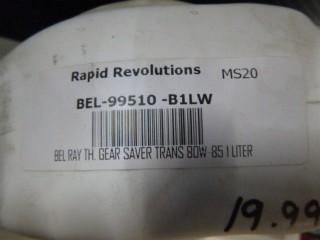 Rapid Revolutions MS20
BEL-99510 -B1LW
BEL RAY TH. GEAR SAVER TRANS 80W-85 1 LITER
19.99